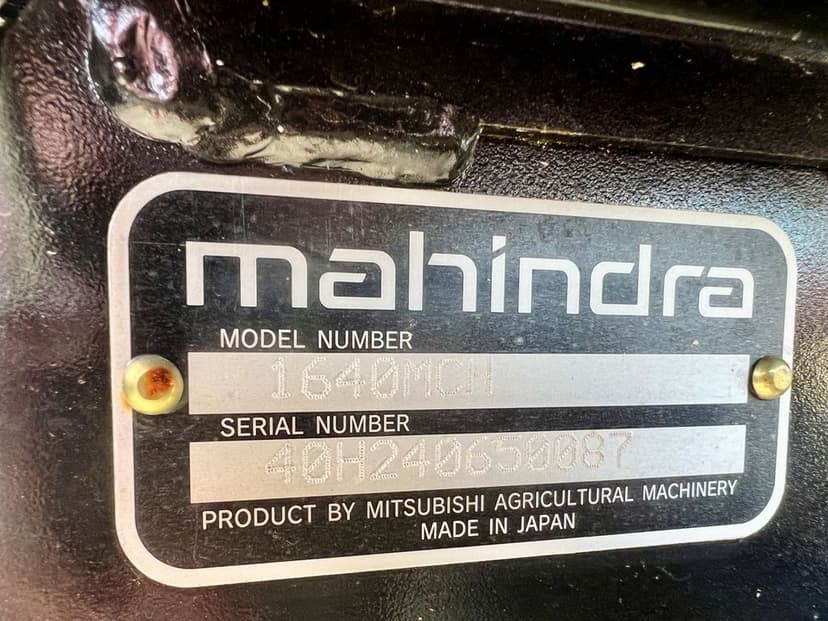 mahindra
MODEL NUMBER
1640MCH
SERIAL NUMBER
40H240650087
PRODUCT BY MITSUBISHI AGRICULTURAL MACHINERY
MADE IN JAPAN